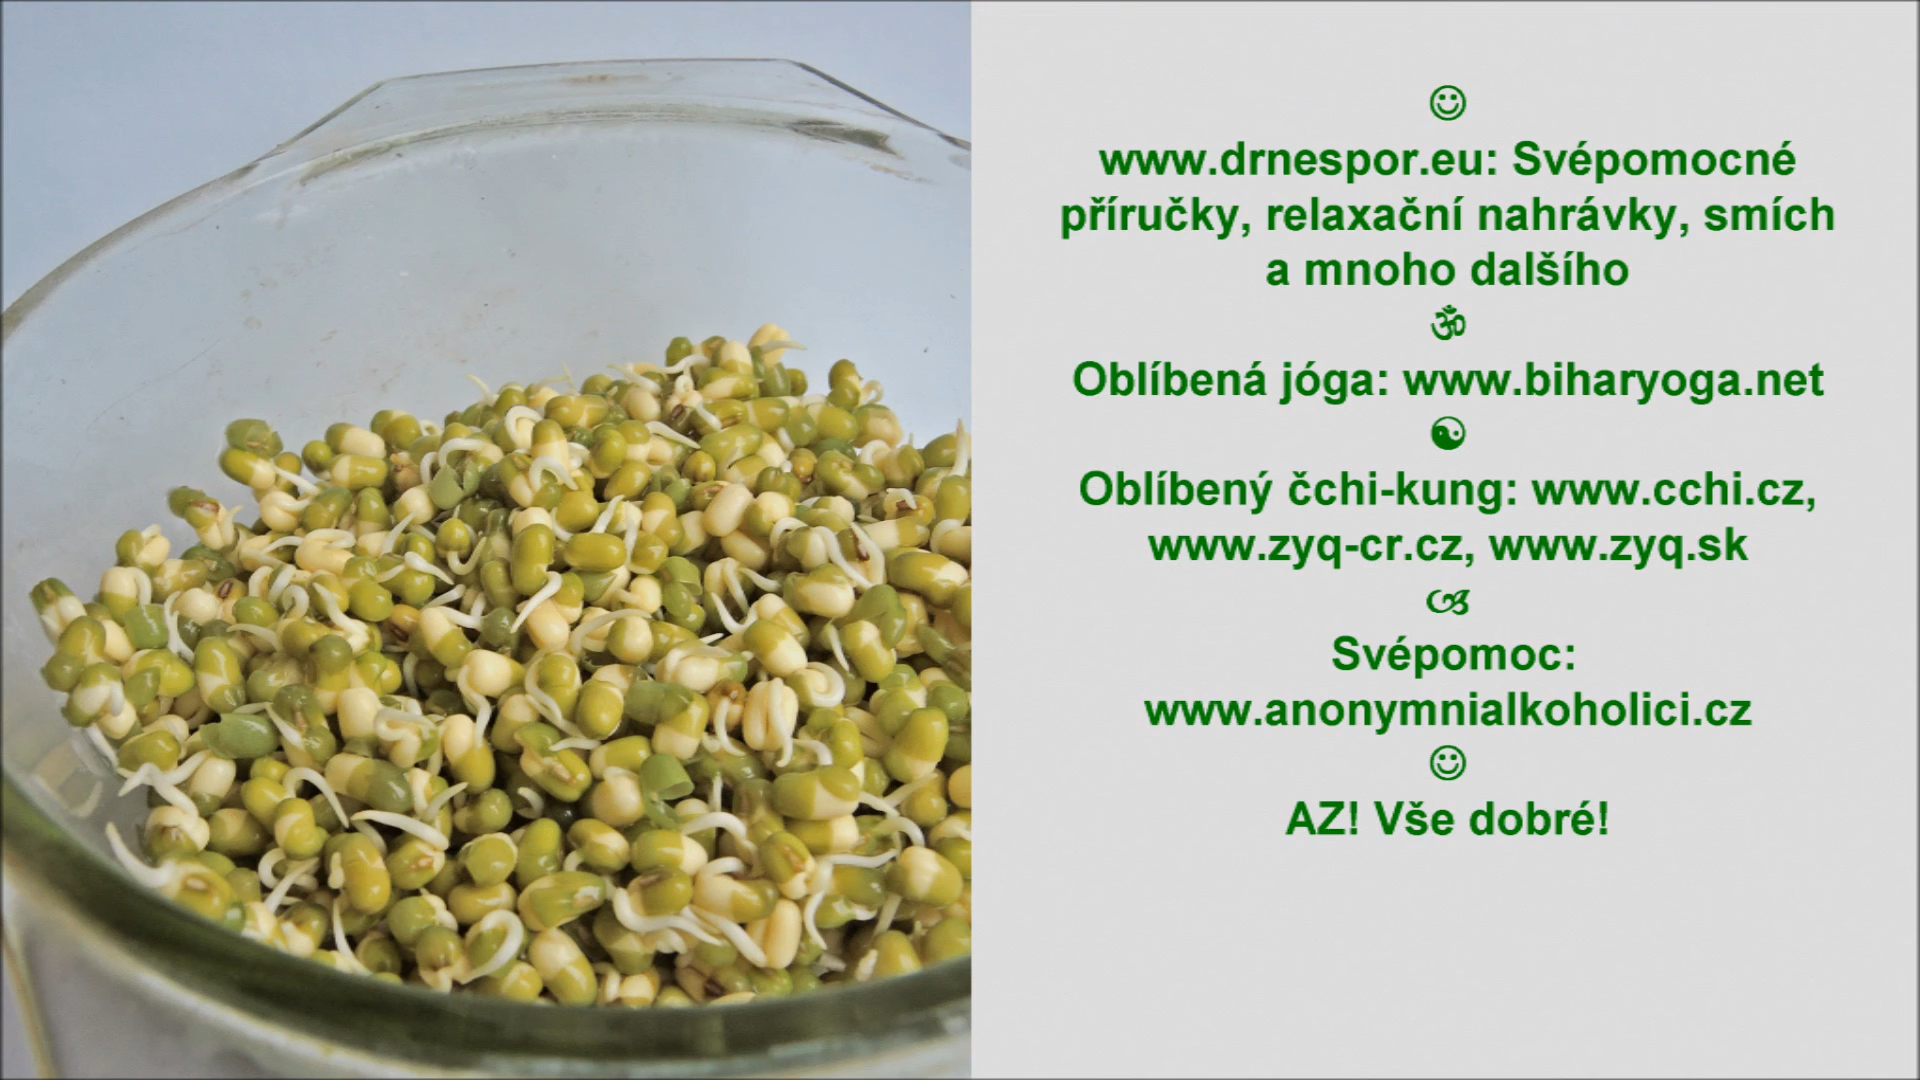 ☺
www.drnespor.eu: Svépomocné
příručky, relaxační nahrávky, smích
a mnoho dalšího
ॐ
Oblíbená jóga: www.biharyoga.net
☯
Oblíbený čchi-kung: www.cchi.cz,
www.zyq-cr.cz, www.zyq.sk
Svépomoc:
www.anonymnialkoholici.cz
☺
AZ! Vše dobré!